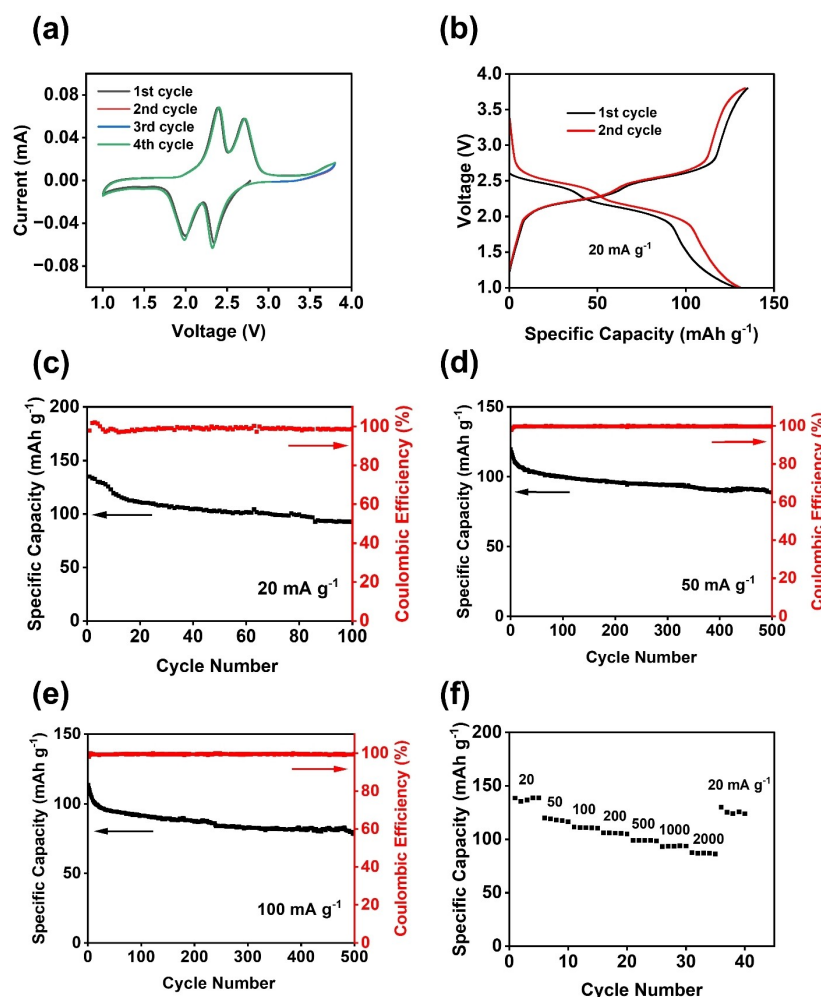 (a)
0.08
0.04
0.00
−0.04
−0.08
Current (mA)
1st cycle
2nd cycle
3rd cycle
4th cycle
1.0 1.5 2.0 2.5 3.0 3.5 4.0
Voltage (V)
(b)
4.0
3.5
3.0
2.5
2.0
1.5
1.0
Voltage (V)
1st cycle
2nd cycle
20 mA g⁻¹
0 50 100 150
Specific Capacity (mAh g⁻¹)
(c)
200
150
100
50
0
Specific Capacity (mAh g⁻¹)
20 mA g⁻¹
100
80
60
40
20
0
Coulombic Efficiency (%)
0 20 40 60 80 100
Cycle Number
(d)
150
100
50
0
Specific Capacity (mAh g⁻¹)
50 mA g⁻¹
100
80
60
40
20
0
Coulombic Efficiency (%)
0 100 200 300 400 500
Cycle Number
(e)
150
100
50
0
Specific Capacity (mAh g⁻¹)
100 mA g⁻¹
100
80
60
40
20
0
Coulombic Efficiency (%)
0 100 200 300 400 500
Cycle Number
(f)
200
150
100
50
0
Specific Capacity (mAh g⁻¹)
20
50
100
200
500
1000
2000
20 mA g⁻¹
0 10 20 30 40
Cycle Number